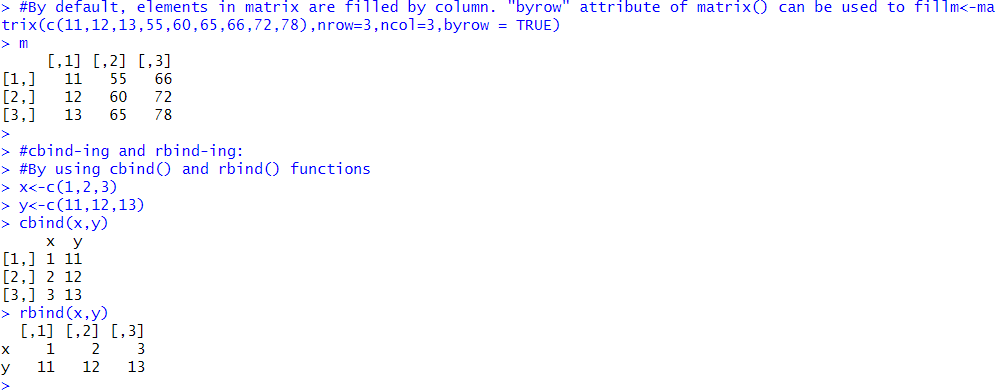 > #By default, elements in matrix are filled by column. "byrow" attribute of matrix() can be used to fillm<-ma
trix(c(11,12,13,55,60,65,66,72,78),nrow=3,ncol=3,byrow = TRUE)
> m
     [,1] [,2] [,3]
[1,]   11   55   66
[2,]   12   60   72
[3,]   13   65   78
>
> #cbind-ing and rbind-ing:
> #By using cbind() and rbind() functions
> x<-c(1,2,3)
> y<-c(11,12,13)
> cbind(x,y)
     x  y
[1,] 1 11
[2,] 2 12
[3,] 3 13
> rbind(x,y)
  [,1] [,2] [,3]
x    1    2    3
y   11   12   13
>